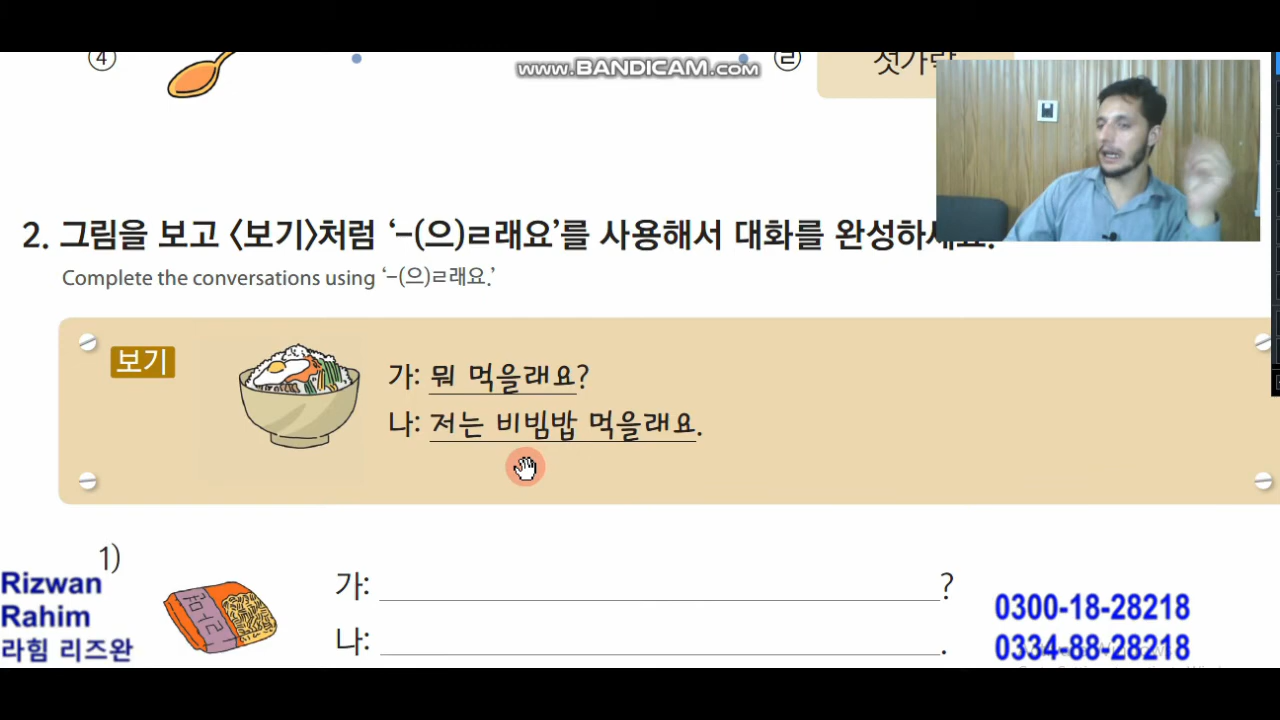 ④
㉣
젓가락
www.BANDICAM.com
2. 그림을 보고 〈보기〉처럼 ‘-(으)ㄹ래요’를 사용해서 대화를 완성하세요.
Complete the conversations using ‘-(으)ㄹ래요.’
보기
가: 뭐 먹을래요?
나: 저는 비빔밥 먹을래요.
1)
가: ?
나: .
Rizwan
Rahim
라힘 리즈완
0300-18-28218
0334-88-28218